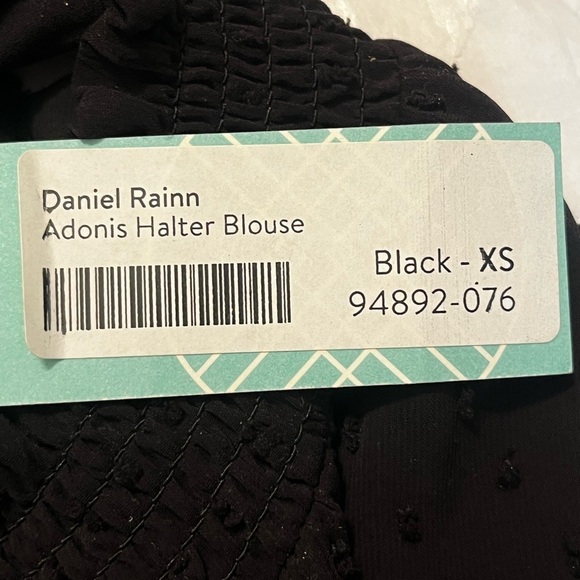 Daniel Rainn
Adonis Halter Blouse
Black - XS
94892-076